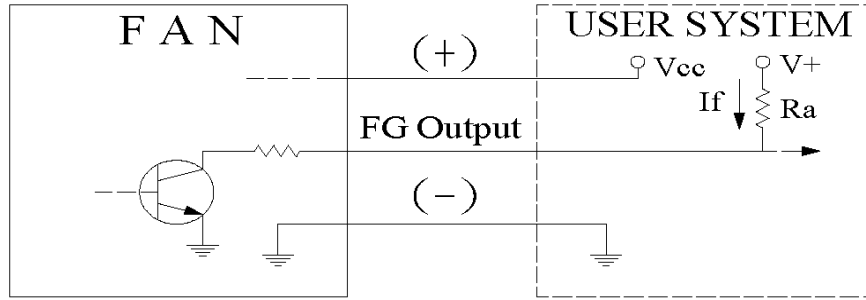 F A N
USER SYSTEM
(+)
Vcc
V+
If
Ra
FG Output
(−)